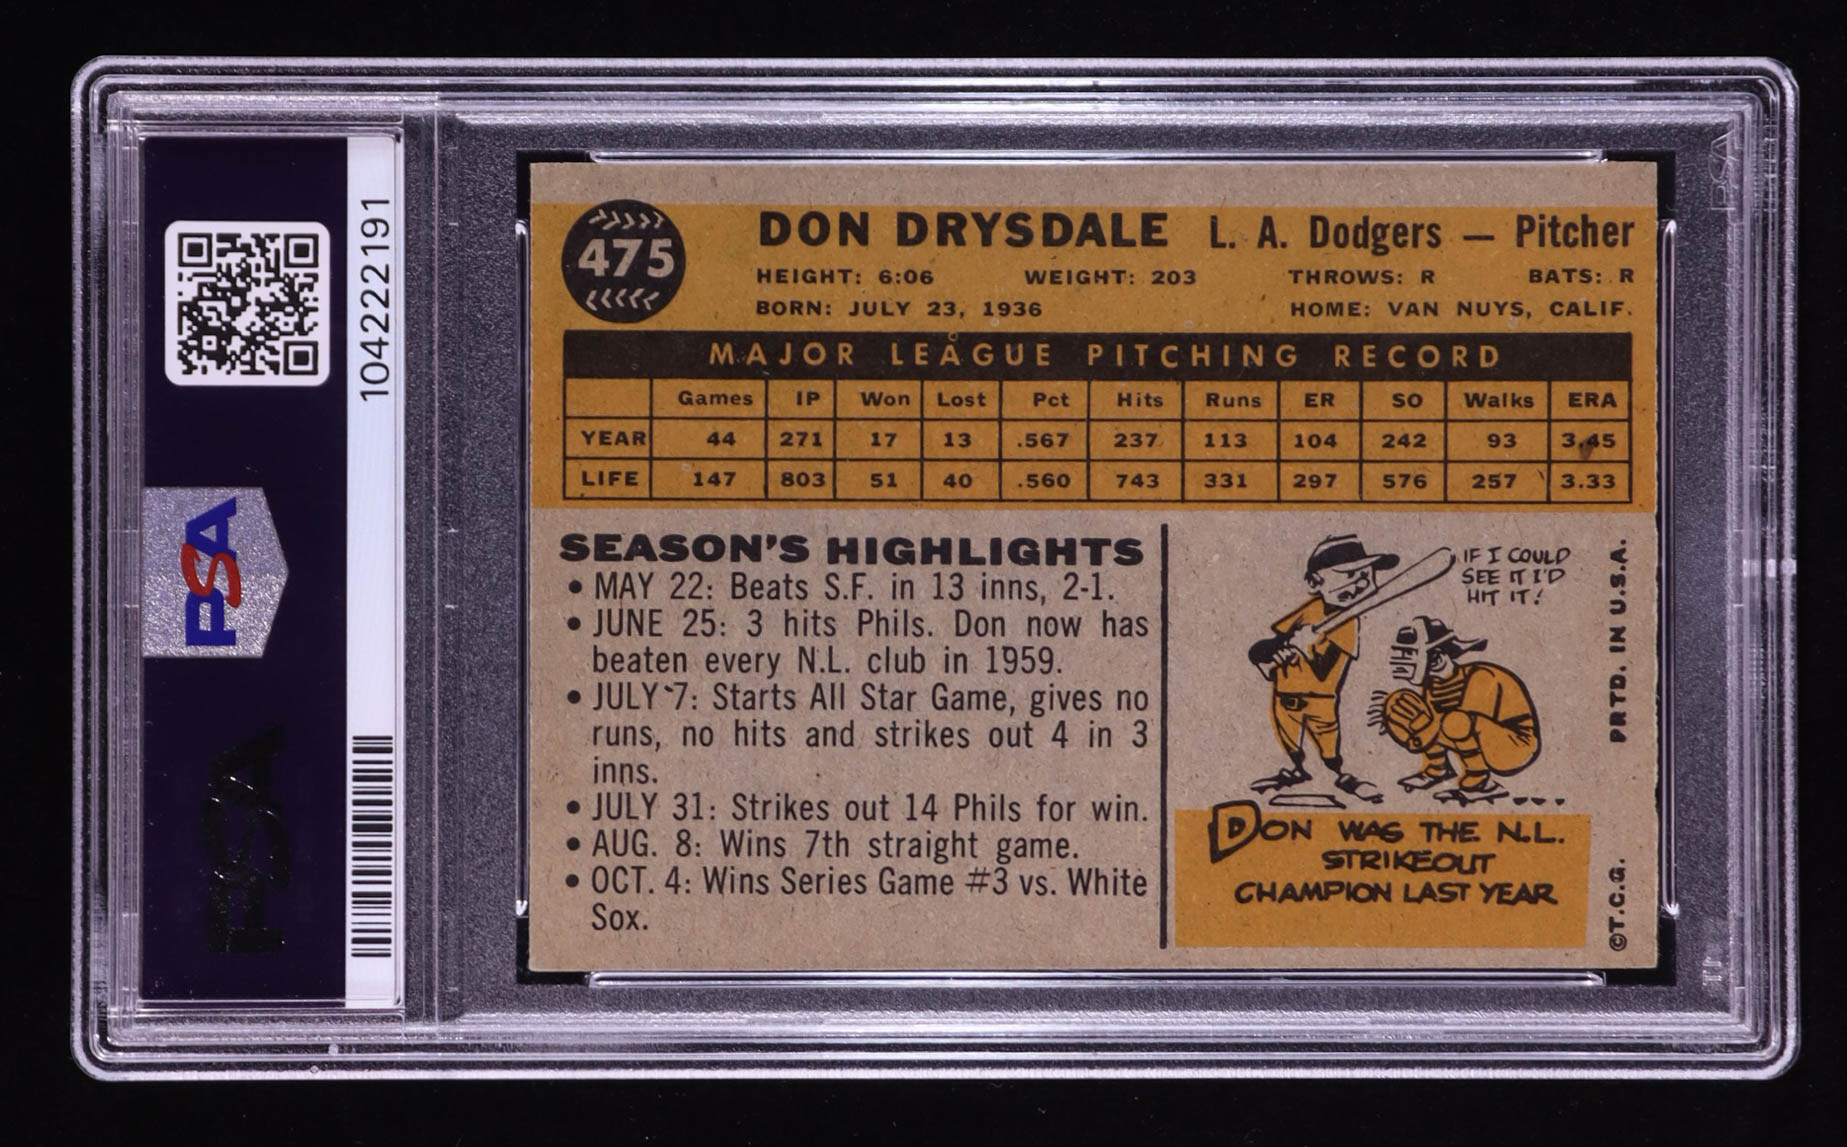 104222191
PSA
PSA
475
DON DRYSDALE L. A. Dodgers — Pitcher
HEIGHT: 6:06 WEIGHT: 203 THROWS: R BATS: R
BORN: JULY 23, 1936 HOME: VAN NUYS, CALIF.
MAJOR LEAGUE PITCHING RECORD
Games IP Won Lost Pct Hits Runs ER SO Walks ERA
YEAR 44 271 17 13 .567 237 113 104 242 93 3.45
LIFE 147 803 51 40 .560 743 331 297 576 257 3.33
SEASON'S HIGHLIGHTS
• MAY 22: Beats S.F. in 13 inns, 2-1.
• JUNE 25: 3 hits Phils. Don now has
beaten every N.L. club in 1959.
• JULY 7: Starts All Star Game, gives no
runs, no hits and strikes out 4 in 3
inns.
• JULY 31: Strikes out 14 Phils for win.
• AUG. 8: Wins 7th straight game.
• OCT. 4: Wins Series Game #3 vs. White
Sox.
IF I COULD
SEE IT I'D
HIT IT!
DON WAS THE N.L.
STRIKEOUT
CHAMPION LAST YEAR
©T.C.G. PRTD. IN U.S.A.
PSA